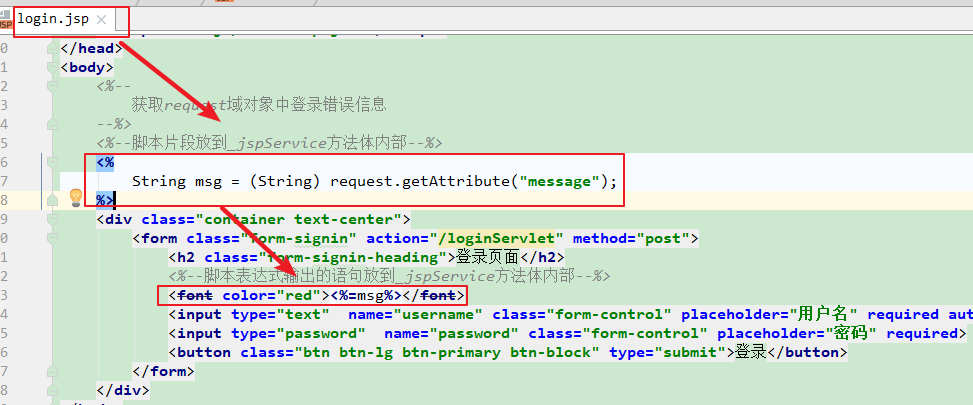 login.jsp
0 </head>
1 <body>
2 <%--
3 获取request域对象中登录错误信息
4 --%>
5 <%--脚本片段放到_jspService方法体内部--%>
6 <%
7 String msg = (String) request.getAttribute("message");
8 %>
9 <div class="container text-center">
0 <form class="form-signin" action="/loginServlet" method="post">
1 <h2 class="form-signin-heading">登录页面</h2>
2 <%--脚本表达式输出的语句放到_jspService方法体内部--%>
3 <font color="red"><%=msg%></font>
4 <input type="text" name="username" class="form-control" placeholder="用户名" required aut
5 <input type="password" name="password" class="form-control" placeholder="密码" required>
6 <button class="btn btn-lg btn-primary btn-block" type="submit">登录</button>
7 </form>
8 </div>